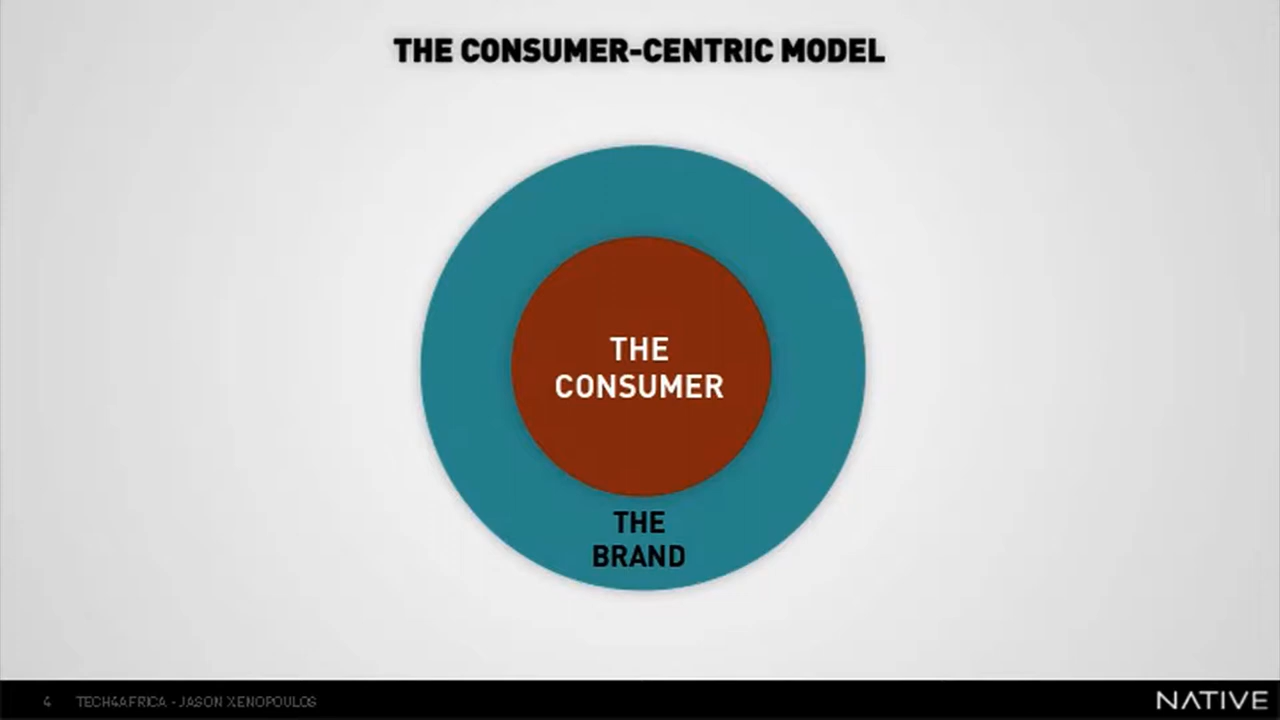 THE CONSUMER-CENTRIC MODEL
THE
CONSUMER
THE
BRAND
4 TECH4AFRICA - JASON XENOPOULOS
NATIVE